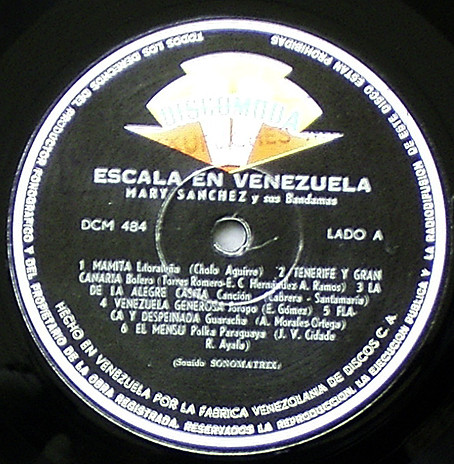 DISCOMODA
ESCALA EN VENEZUELA
MARY SANCHEZ y sus Bandamas
DCM 484
LADO A
1 MAMITA Litoraleña (Cholo Aguirre) 2 TENERIFE Y GRAN
CANARIA Bolero (Torres Romero-E. C Hernández A. Ramos) 3 LA
DE LA ALEGRE CASITA Canción (Cabrera - Santamaría)
4 VENEZUELA GENEROSA Joropo (E. Gómez) 5 FLA-
CA Y DESPEINADA Guaracha (A. Morales Ortega)
6 EL MENSU Polka Paraguaya (J. V. Cidade
R. Ayala)
(Sonido SONOMATRIX)
HECHO EN VENEZUELA POR LA FABRICA VENEZOLANA DE DISCOS C. A.
TODOS LOS DERECHOS DEL PRODUCTOR FONOGRAFICO Y DEL PROPIETARIO DE LA OBRA REGISTRADA, RESERVADOS LA REPRODUCCION, LA EJECUCION PUBLICA Y LA RADIODIFUSION DE ESTE DISCO ESTAN PROHIBIDAS